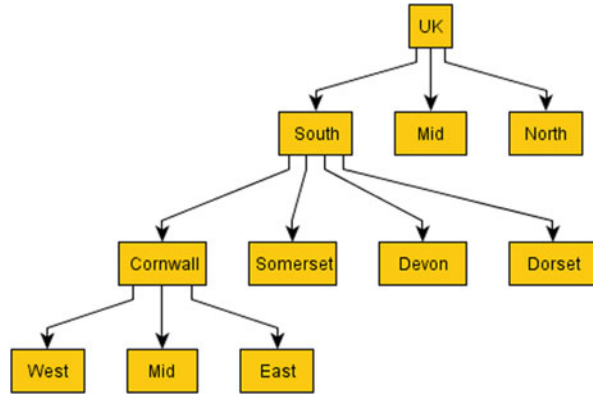 UK
South
Mid
North
Cornwall
Somerset
Devon
Dorset
West
Mid
East